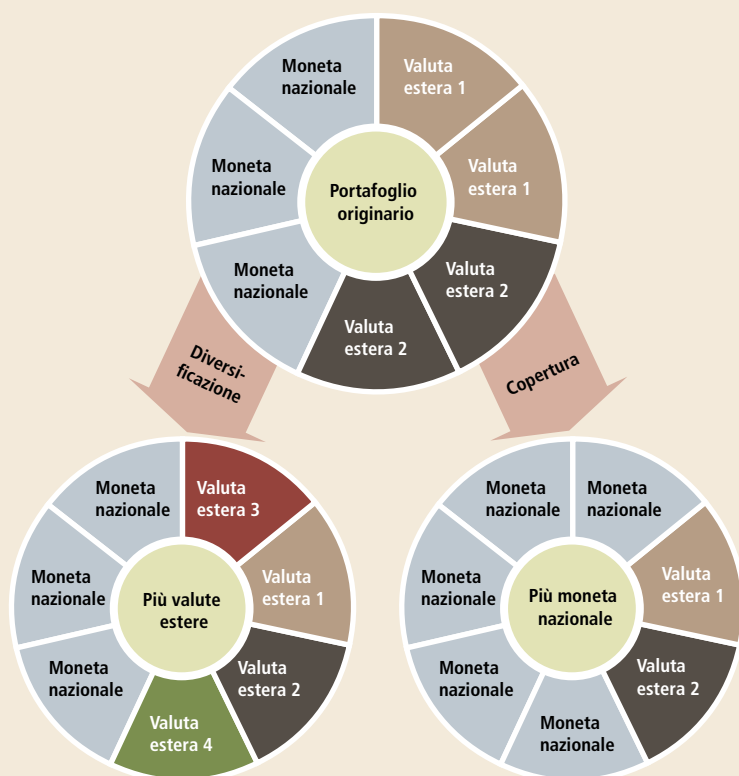 Moneta
nazionale
Valuta
estera 1
Moneta
nazionale
Valuta
estera 1
Portafoglio
originario
Moneta
nazionale
Valuta
estera 2
Valuta
estera 2
Diversi-
ficazione
Copertura
Moneta
nazionale
Valuta
estera 3
Moneta
nazionale
Valuta
estera 1
Più valute
estere
Moneta
nazionale
Valuta
estera 2
Valuta
estera 4
Moneta
nazionale
Moneta
nazionale
Moneta
nazionale
Valuta
estera 1
Più moneta
nazionale
Moneta
nazionale
Valuta
estera 2
Moneta
nazionale